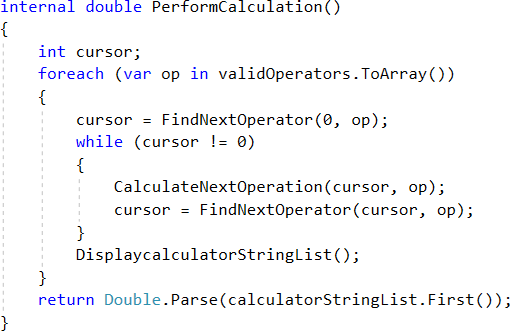 internal double PerformCalculation()
{
    int cursor;
    foreach (var op in validOperators.ToArray())
    {
        cursor = FindNextOperator(0, op);
        while (cursor != 0)
        {
            CalculateNextOperation(cursor, op);
            cursor = FindNextOperator(cursor, op);
        }
        DisplaycalculatorStringList();
    }
    return Double.Parse(calculatorStringList.First());
}